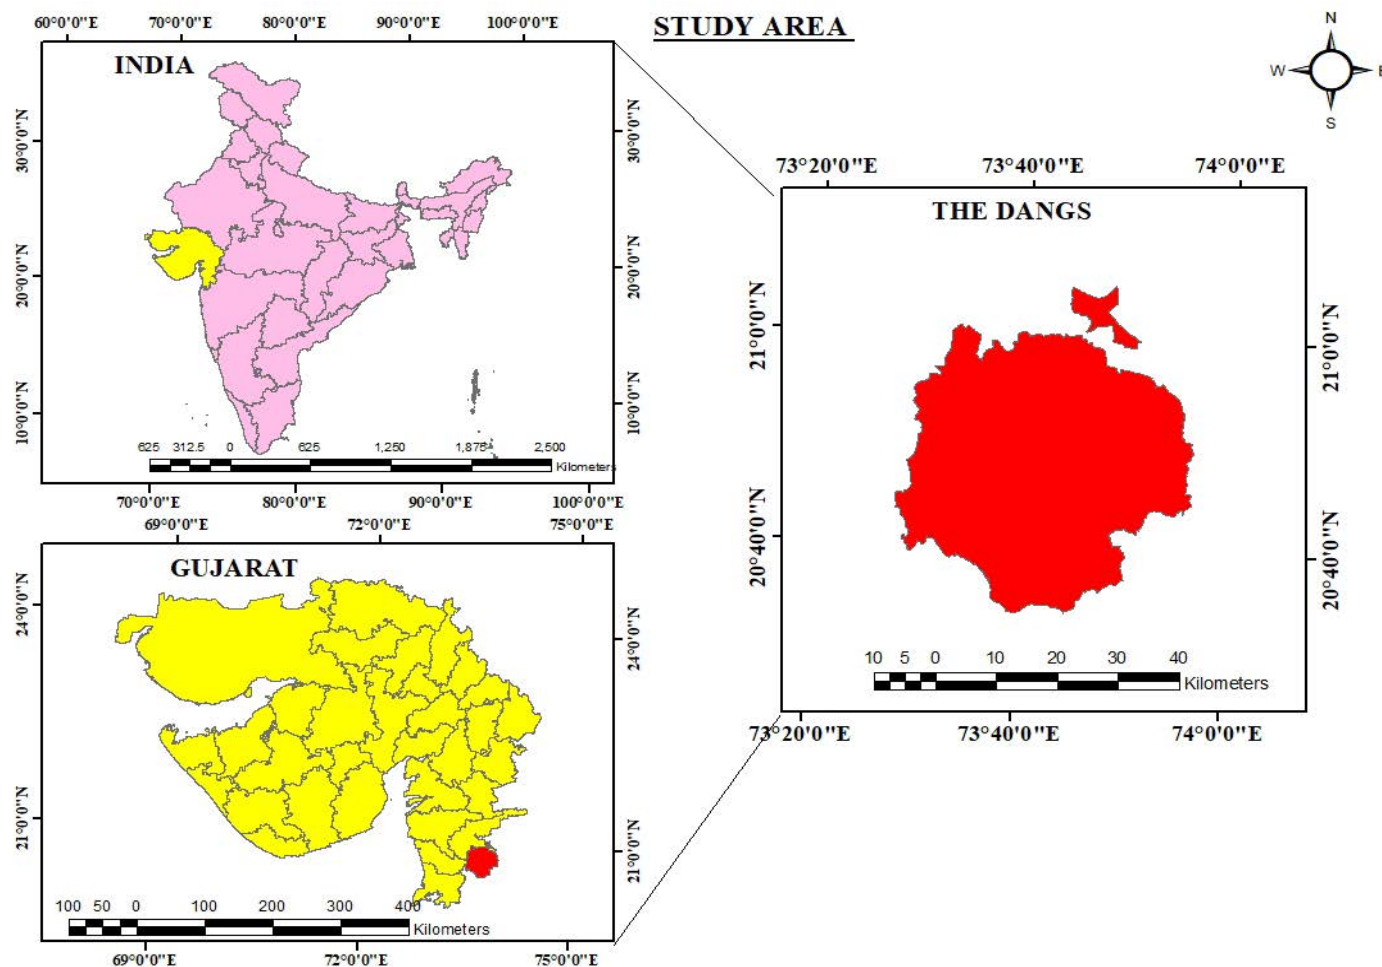 STUDY AREA
N
W E
S
60°0'0"E 70°0'0"E 80°0'0"E 90°0'0"E 100°0'0"E
INDIA
30°0'0"N
20°0'0"N
10°0'0"N
30°0'0"N
20°0'0"N
10°0'0"N
625 312.5 0 625 1,250 1,875 2,500
Kilometers
70°0'0"E 80°0'0"E 90°0'0"E 100°0'0"E
69°0'0"E 72°0'0"E 75°0'0"E
GUJARAT
24°0'0"N
21°0'0"N
24°0'0"N
21°0'0"N
100 50 0 100 200 300 400
Kilometers
69°0'0"E 72°0'0"E 75°0'0"E
73°20'0"E 73°40'0"E 74°0'0"E
THE DANGS
21°0'0"N
20°40'0"N
21°0'0"N
20°40'0"N
10 5 0 10 20 30 40
Kilometers
73°20'0"E 73°40'0"E 74°0'0"E